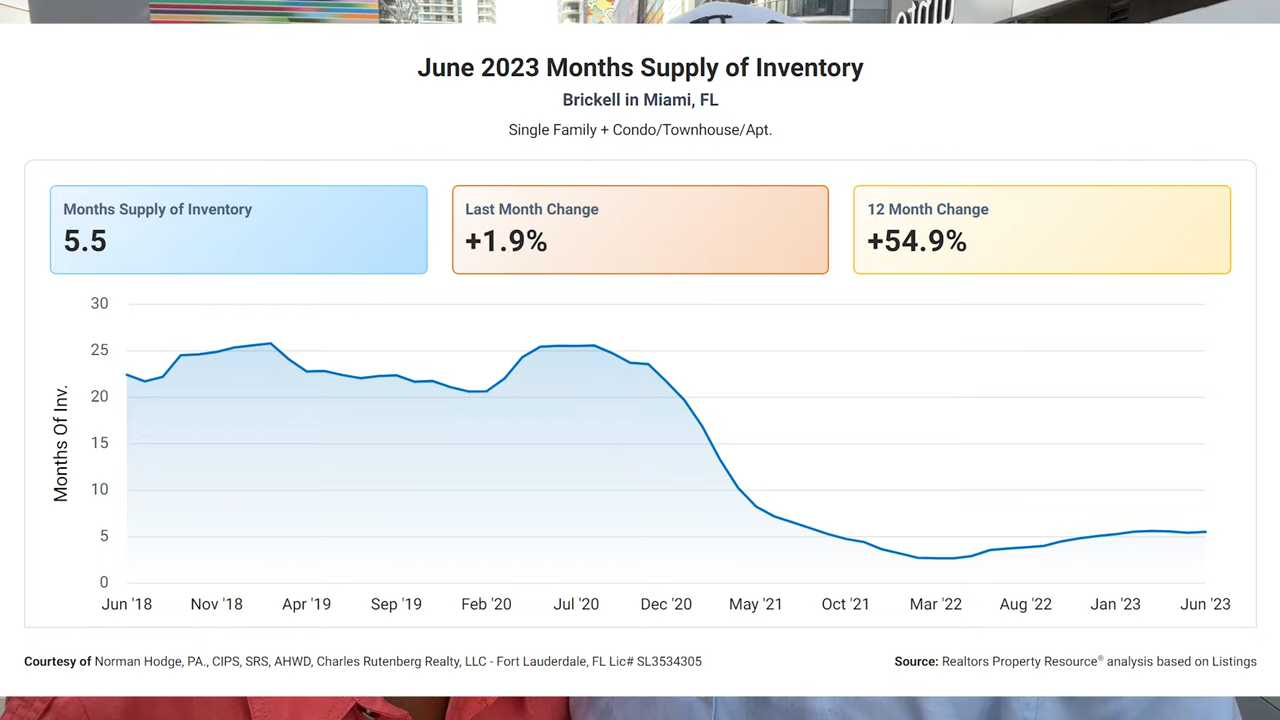 June 2023 Months Supply of Inventory
Brickell in Miami, FL
Single Family + Condo/Townhouse/Apt.
Months Supply of Inventory
5.5
Last Month Change
+1.9%
12 Month Change
+54.9%
Months Of Inv.
30
25
20
15
10
5
0
Jun '18 Nov '18 Apr '19 Sep '19 Feb '20 Jul '20 Dec '20 May '21 Oct '21 Mar '22 Aug '22 Jan '23 Jun '23
Courtesy of Norman Hodge, PA., CIPS, SRS, AHWD, Charles Rutenberg Realty, LLC - Fort Lauderdale, FL Lic# SL3534305
Source: Realtors Property Resource® analysis based on Listings